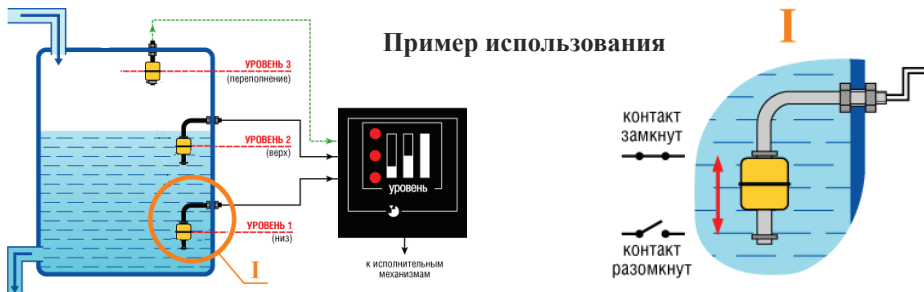 Пример использования
I
УРОВЕНЬ 3
(переполнение)
УРОВЕНЬ 2
(верх)
УРОВЕНЬ 1
(низ)
I
уровень
к исполнительным
механизмам
контакт
замкнут
контакт
разомкнут